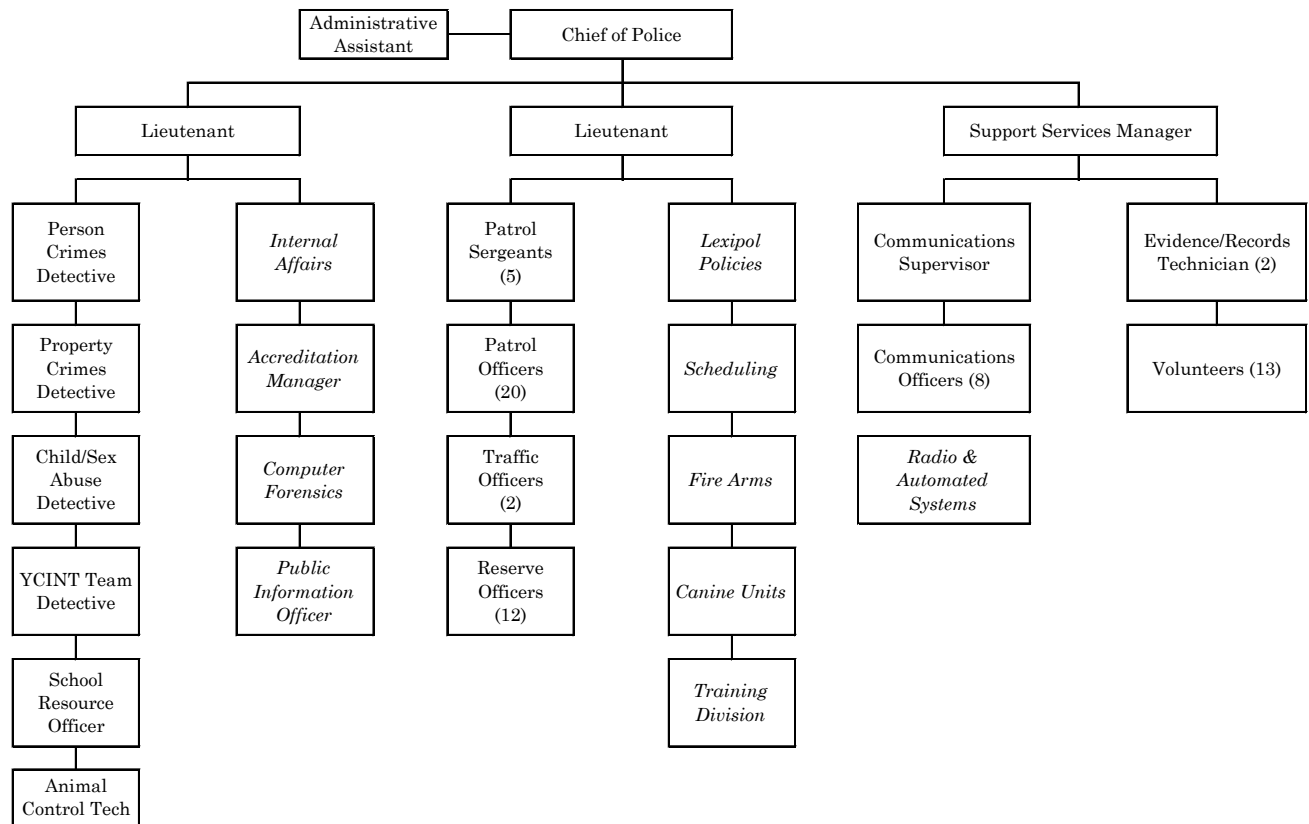 Administrative
Assistant
Chief of Police
Lieutenant
Lieutenant
Support Services Manager
Person
Crimes
Detective
Internal
Affairs
Patrol
Sergeants
(5)
Lexipol
Policies
Communications
Supervisor
Evidence/Records
Technician (2)
Property
Crimes
Detective
Accreditation
Manager
Patrol
Officers
(20)
Scheduling
Communications
Officers (8)
Volunteers (13)
Child/Sex
Abuse
Detective
Computer
Forensics
Traffic
Officers
(2)
Fire Arms
Radio &
Automated
Systems
YCINT Team
Detective
Public
Information
Officer
Reserve
Officers
(12)
Canine Units
School
Resource
Officer
Training
Division
Animal
Control Tech